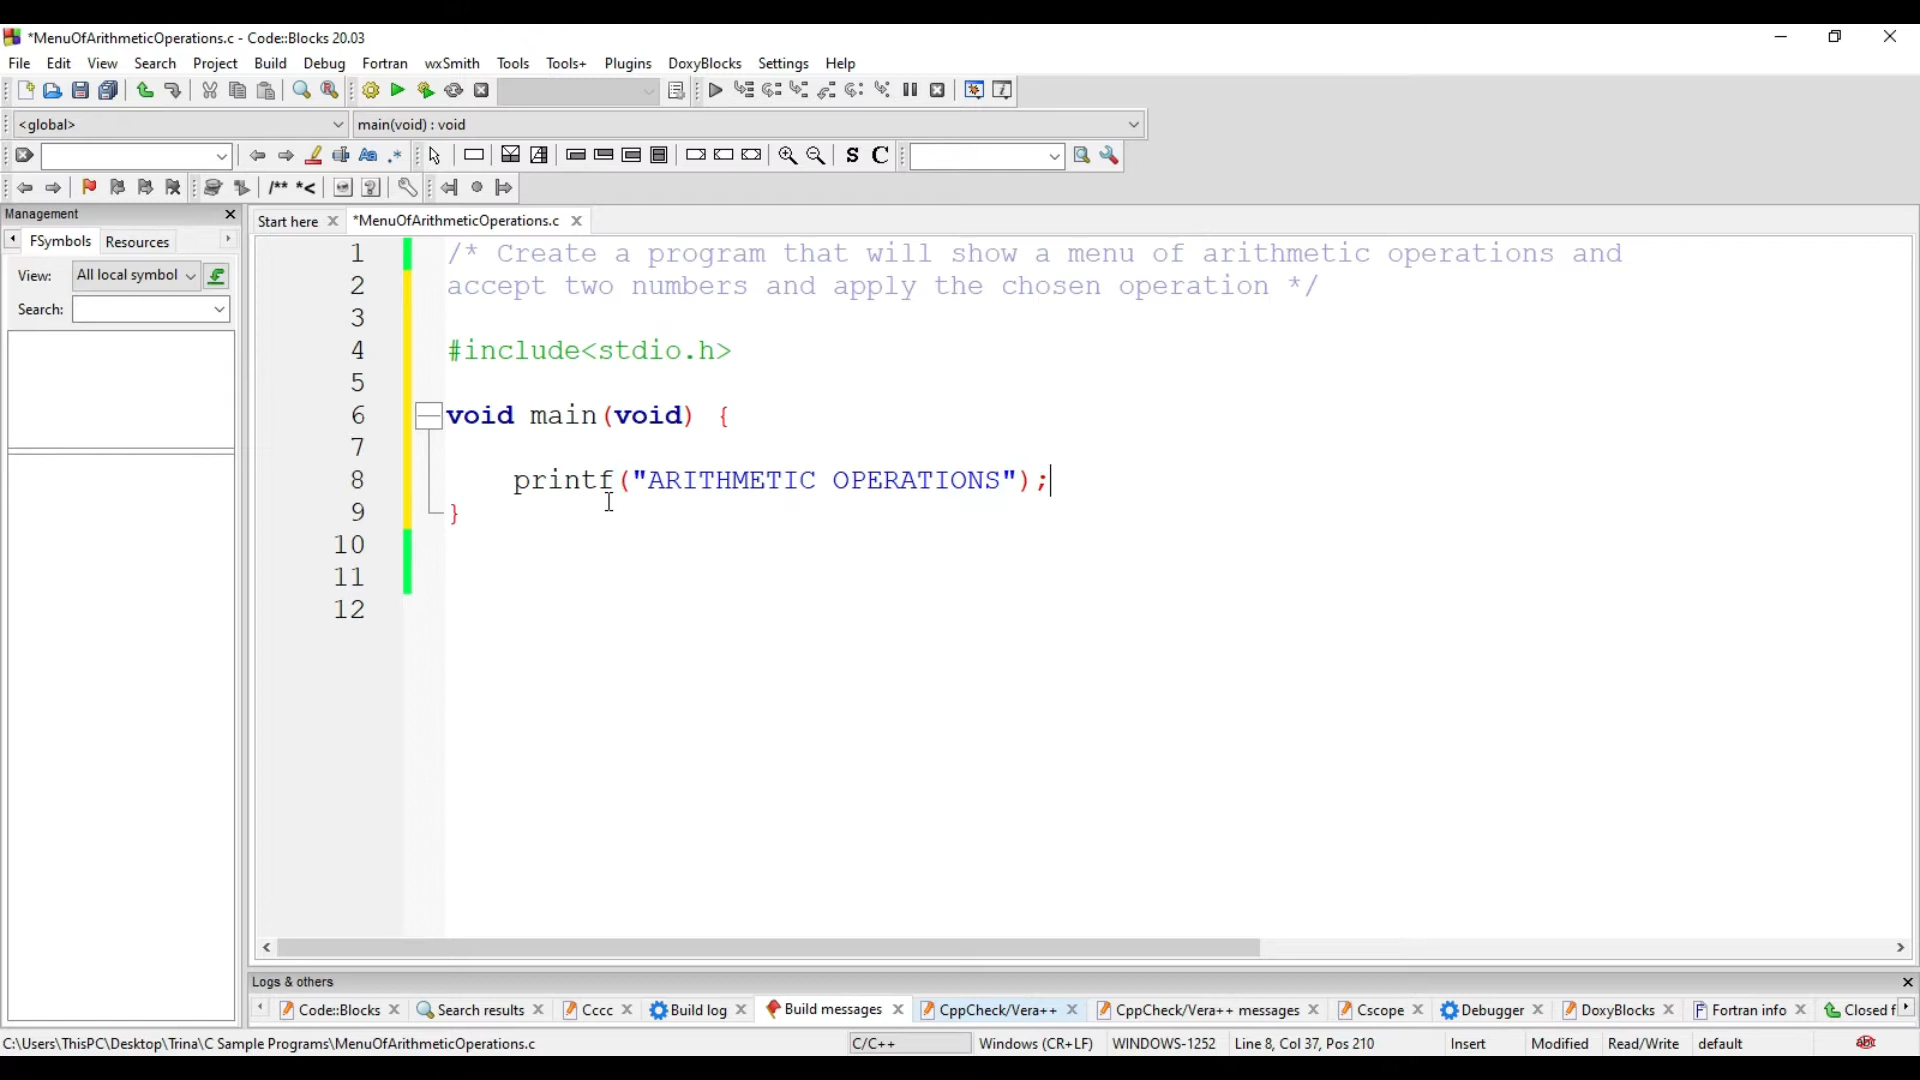 *MenuOfArithmeticOperations.c - Code::Blocks 20.03
File Edit View Search Project Build Debug Fortran wxSmith Tools Tools+ Plugins DoxyBlocks Settings Help
<global> main(void) : void
Management
Start here *MenuOfArithmeticOperations.c
FSymbols Resources
View: All local symbol
Search:
1 /* Create a program that will show a menu of arithmetic operations and
2 accept two numbers and apply the chosen operation */
3
4 #include<stdio.h>
5
6 void main(void) {
7
8 printf("ARITHMETIC OPERATIONS");
9 }
10
11
12
Logs & others
Code::Blocks Search results Cccc Build log Build messages CppCheck/Vera++ CppCheck/Vera++ messages Cscope Debugger DoxyBlocks Fortran info Closed f
C:\Users\ThisPC\Desktop\Trina\C Sample Programs\MenuOfArithmeticOperations.c C/C++ Windows (CR+LF) WINDOWS-1252 Line 8, Col 37, Pos 210 Insert Modified Read/Write default